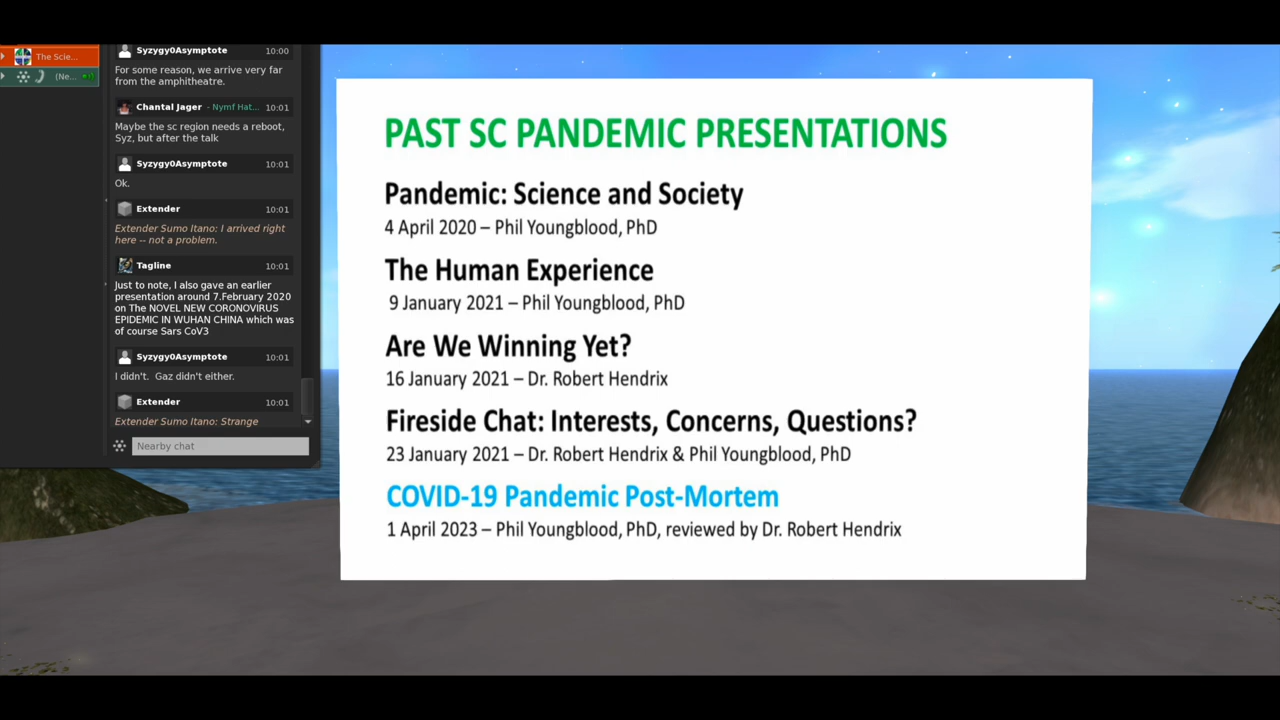 The Scie...
(Ne...
Syzygy0Asymptote 10:00
For some reason, we arrive very far
from the amphitheatre.
Chantal Jager - Nymf Hat... 10:01
Maybe the sc region needs a reboot,
Syz, but after the talk
Syzygy0Asymptote 10:01
Ok.
Extender 10:01
Extender Sumo Itano: I arrived right
here -- not a problem.
Tagline 10:01
Just to note, I also gave an earlier
presentation around 7.February 2020
on The NOVEL NEW CORONOVIRUS
EPIDEMIC IN WUHAN CHINA which was
of course Sars CoV3
Syzygy0Asymptote 10:01
I didn't.  Gaz didn't either.
Extender 10:01
Extender Sumo Itano: Strange
Nearby chat
PAST SC PANDEMIC PRESENTATIONS
Pandemic: Science and Society
4 April 2020 – Phil Youngblood, PhD
The Human Experience
9 January 2021 – Phil Youngblood, PhD
Are We Winning Yet?
16 January 2021 – Dr. Robert Hendrix
Fireside Chat: Interests, Concerns, Questions?
23 January 2021 – Dr. Robert Hendrix & Phil Youngblood, PhD
COVID-19 Pandemic Post-Mortem
1 April 2023 – Phil Youngblood, PhD, reviewed by Dr. Robert Hendrix